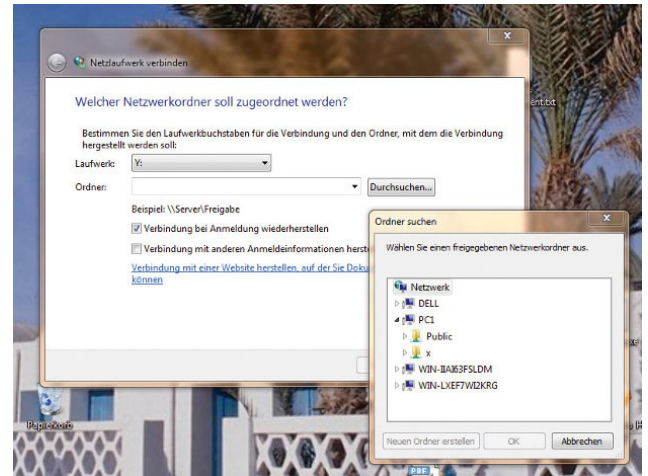 x
Netzlaufwerk verbinden
Welcher Netzwerkordner soll zugeordnet werden?
ent.txt
Bestimmen Sie den Laufwerkbuchstaben für die Verbindung und den Ordner, mit dem die Verbindung
hergestellt werden soll:
Laufwerk: Y:
Ordner: Durchsuchen...
Beispiel: \\Server\Freigabe
Verbindung bei Anmeldung wiederherstellen
Verbindung mit anderen Anmeldeinformationen herst
Verbindung mit einer Website herstellen, auf der Sie Doku
können
Ordner suchen
x
Wählen Sie einen freigegebenen Netzwerkordner aus.
Netzwerk
DELL
PC1
Public
x
WIN-IIAI63FSLDM
WIN-LXEF7WI2KRG
Neuen Ordner erstellen OK Abbrechen
Papierkorb
PDF